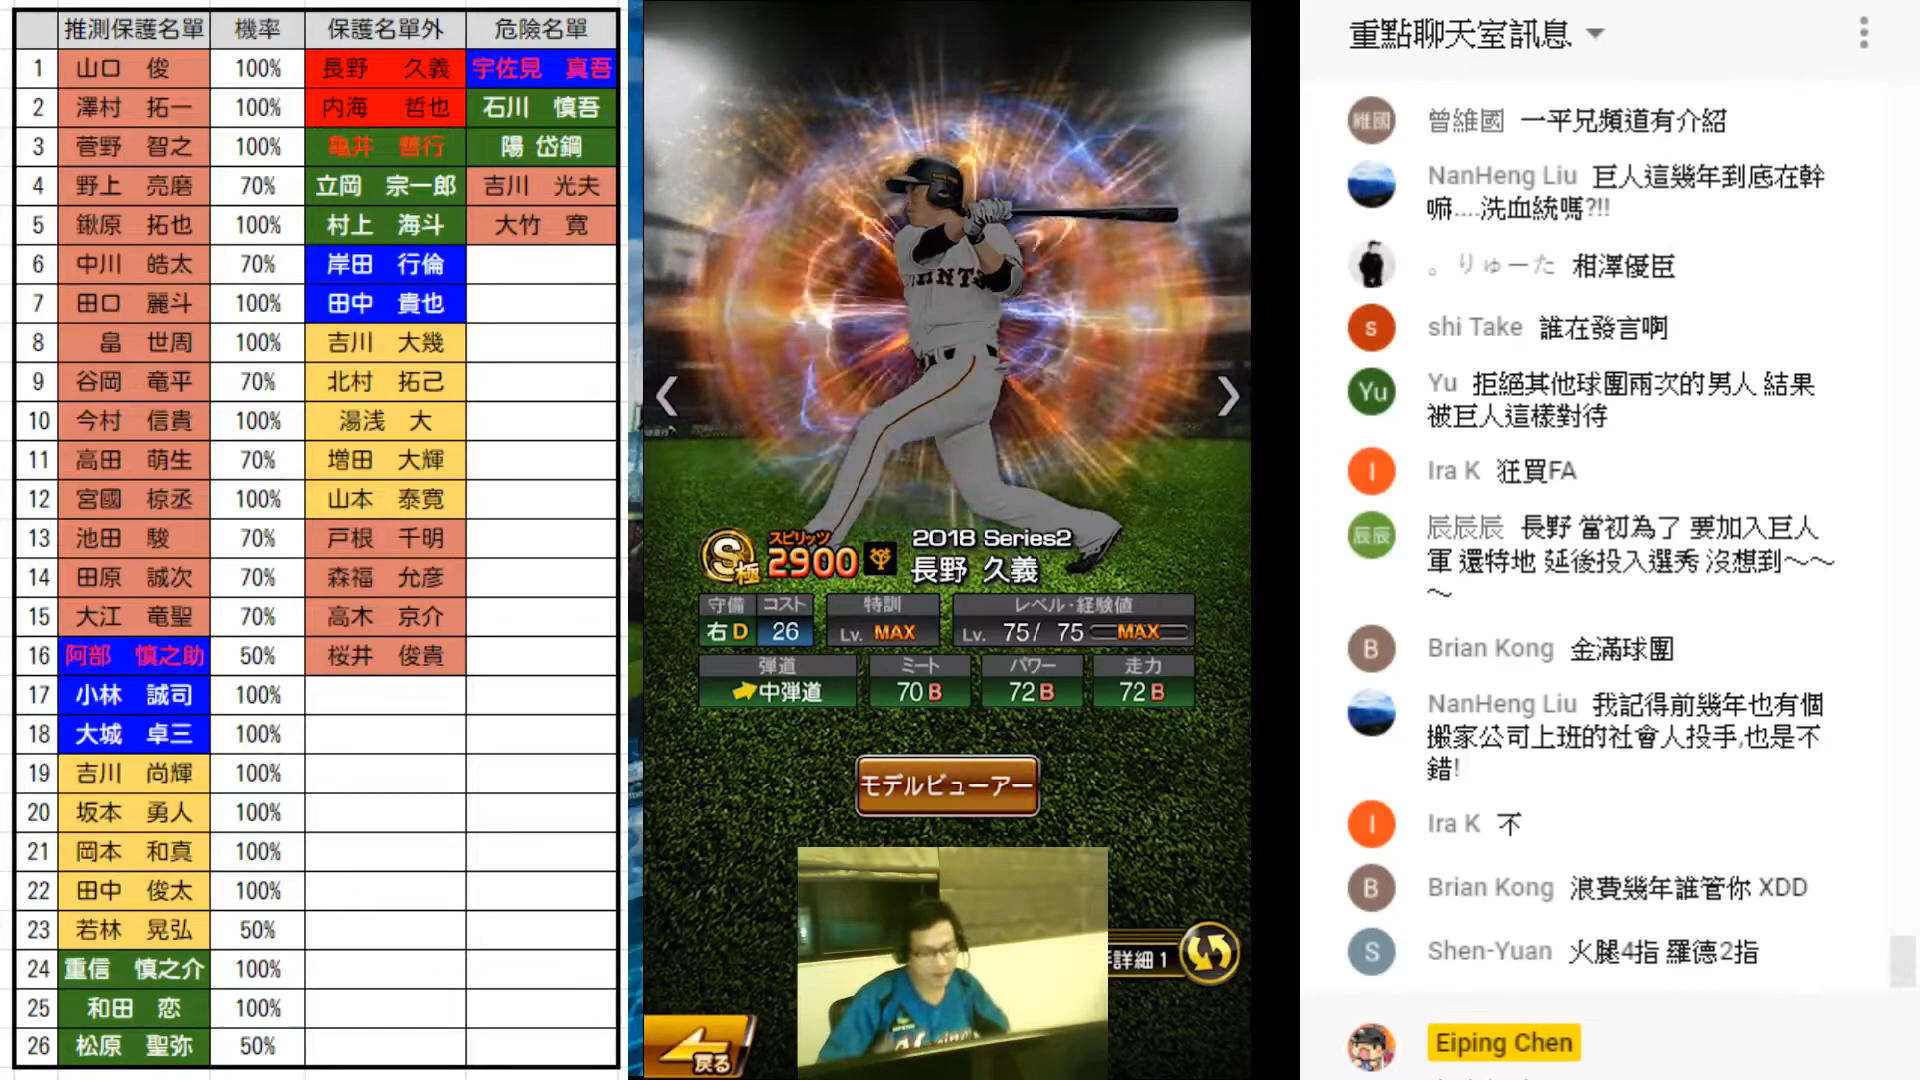 推測保護名單 機率 保護名單外 危險名單
1 山口 俊 100% 長野 久義 宇佐見 真吾
2 澤村 拓一 100% 内海 哲也 石川 慎吾
3 菅野 智之 100% 亀井 善行 陽 岱鋼
4 野上 亮磨 70% 立岡 宗一郎 吉川 光夫
5 鍬原 拓也 100% 村上 海斗 大竹 寛
6 中川 皓太 70% 岸田 行倫
7 田口 麗斗 100% 田中 貴也
8 畠 世周 100% 吉川 大幾
9 谷岡 竜平 70% 北村 拓己
10 今村 信貴 100% 湯浅 大
11 高田 萌生 70% 増田 大輝
12 宮國 椋丞 100% 山本 泰寛
13 池田 駿 70% 戸根 千明
14 田原 誠次 70% 森福 允彦
15 大江 竜聖 70% 高木 京介
16 阿部 慎之助 50% 桜井 俊貴
17 小林 誠司 100%
18 大城 卓三 100%
19 吉川 尚輝 100%
20 坂本 勇人 100%
21 岡本 和真 100%
22 田中 俊太 100%
23 若林 晃弘 50%
24 重信 慎之介 100%
25 和田 恋 100%
26 松原 聖弥 50%
S極 スピリッツ 2900 2018 Series2
長野 久義
守備 コスト 特訓 レベル・経験値
右D 26 Lv. MAX Lv. 75/ 75 MAX
弾道 ミート パワー 走力
中弾道 70 B 72 B 72 B
モデルビューアー
詳細 1
戻る
重點聊天室訊息
維國 曾維國 一平兄頻道有介紹
NanHeng Liu 巨人這幾年到底在幹
嘛....洗血統嗎?!!
。りゅーた 相澤優臣
s shi Take 誰在發言啊
Yu Yu 拒絕其他球團兩次的男人 結果
被巨人這樣對待
I Ira K 狂買FA
辰辰 辰辰辰 長野 當初為了 要加入巨人
軍 還特地 延後投入選秀 沒想到～～
～
B Brian Kong 金滿球團
NanHeng Liu 我記得前幾年也有個
搬家公司上班的社會人投手,也是不
錯!
I Ira K 不
B Brian Kong 浪費幾年誰管你 XDD
S Shen-Yuan 火腿4指 羅德2指
Eiping Chen